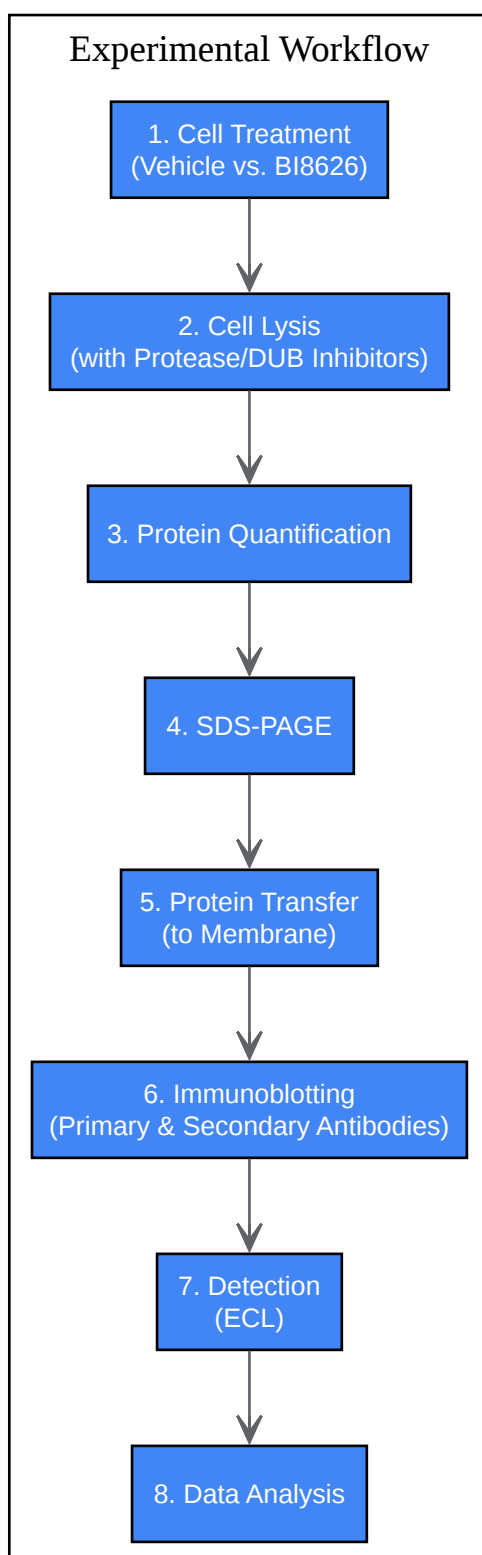 Experimental Workflow
1. Cell Treatment
(Vehicle vs. BI8626)
2. Cell Lysis
(with Protease/DUB Inhibitors)
3. Protein Quantification
4. SDS-PAGE
5. Protein Transfer
(to Membrane)
6. Immunoblotting
(Primary & Secondary Antibodies)
7. Detection
(ECL)
8. Data Analysis